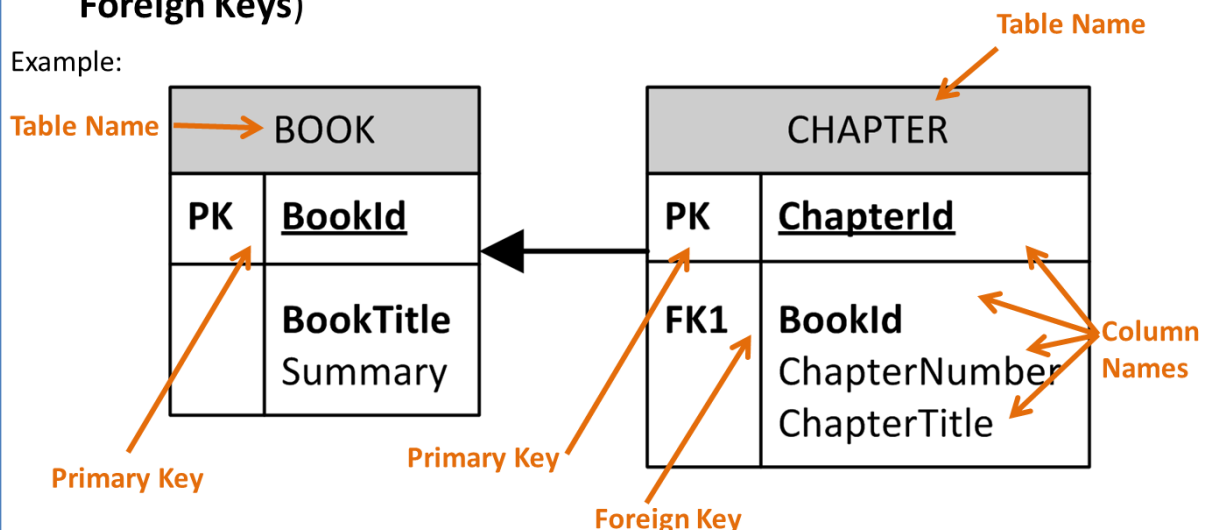 Foreign Keys)
Table Name
Example:
Table Name
BOOK
CHAPTER
PK BookId
PK ChapterId
BookTitle
Summary
FK1 BookId
ChapterNumber
ChapterTitle
Column
Names
Primary Key
Primary Key
Foreign Key